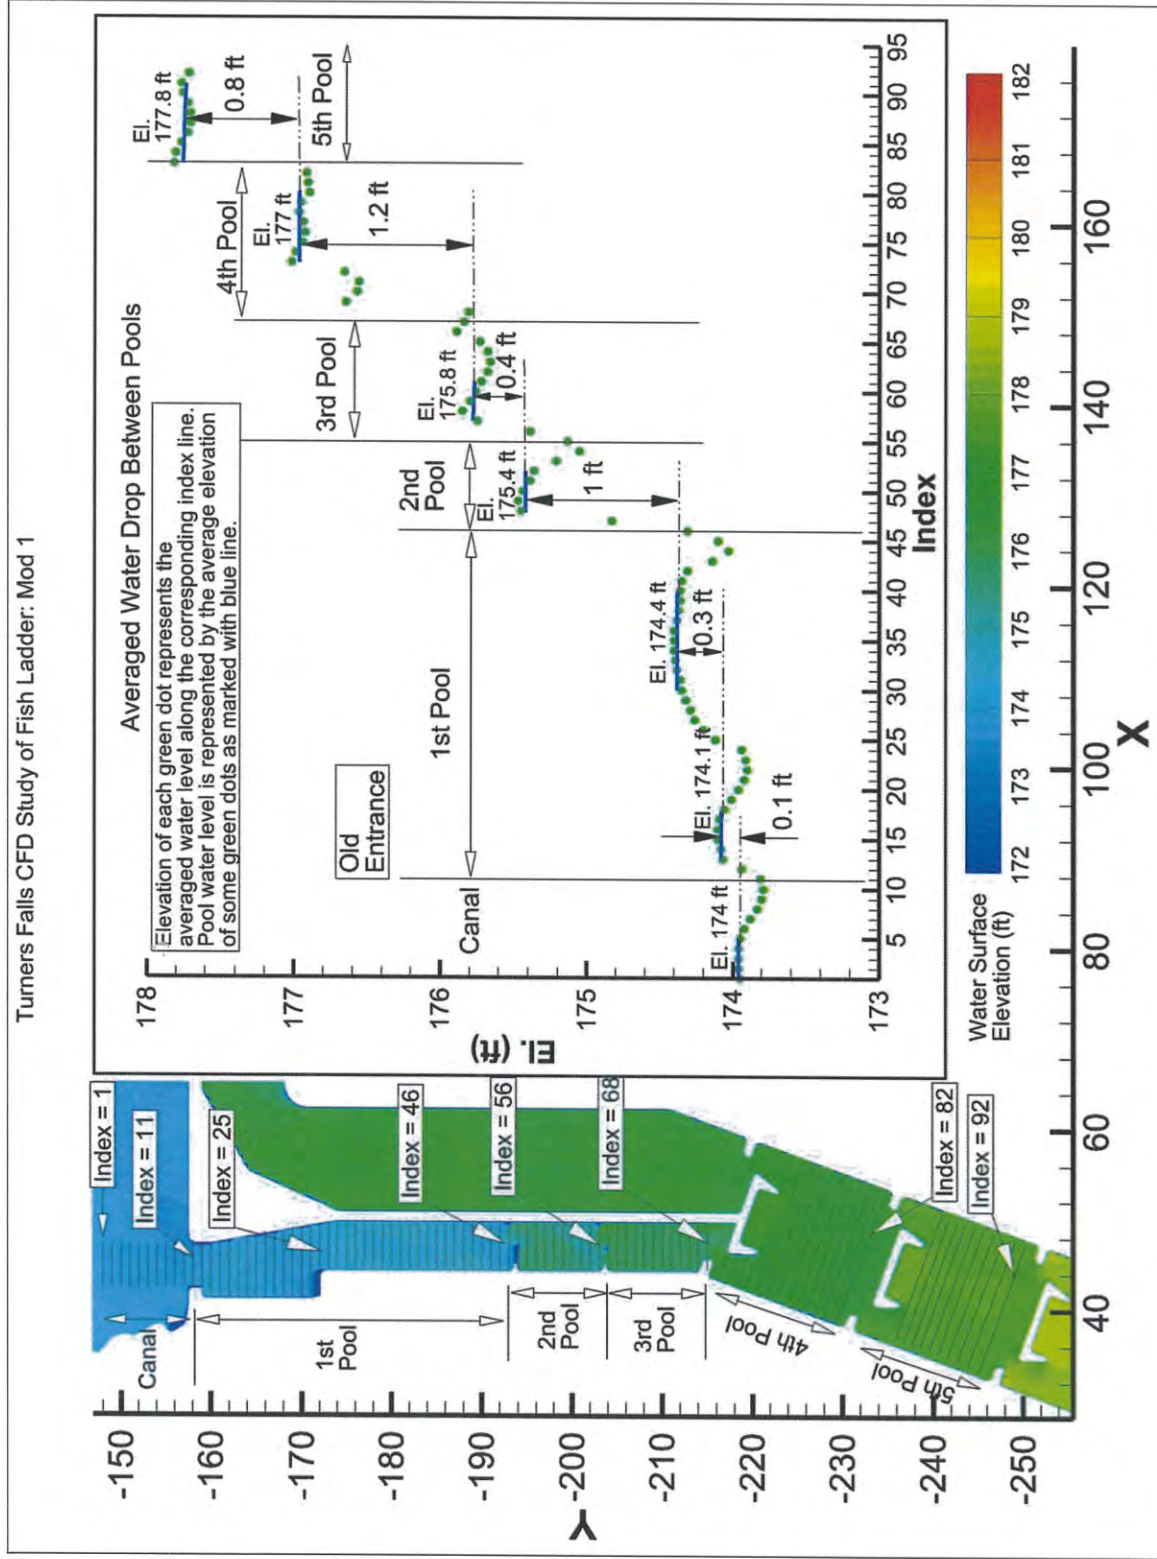 Turners Falls CFD Study of Fish Ladder: Mod 1
Averaged Water Drop Between Pools
Elevation of each green dot represents the
averaged water level along the corresponding index line.
Pool water level is represented by the average elevation
of some green dots as marked with blue line.
Old
Entrance
Canal
1st Pool
2nd
Pool
3rd Pool
4th Pool
5th Pool
El. 174 ft
0.1 ft
El. 174.1 ft
0.3 ft
El. 174.4 ft
1 ft
El.
175.4 ft
0.4 ft
El.
175.8 ft
1.2 ft
El.
177 ft
0.8 ft
El.
177.8 ft
El. (ft)
178
177
176
175
174
173
5 10 15 20 25 30 35 40 45 50 55 60 65 70 75 80 85 90 95
Index
Index = 1
Index = 11
Index = 25
Index = 46
Index = 56
Index = 68
Index = 82
Index = 92
Canal
1st
Pool
2nd
Pool
3rd
Pool
4th Pool
5th Pool
Water Surface
Elevation (ft)
172 173 174 175 176 177 178 179 180 181 182
Y
-150
-160
-170
-180
-190
-200
-210
-220
-230
-240
-250
40 60 80 100 120 140 160
X